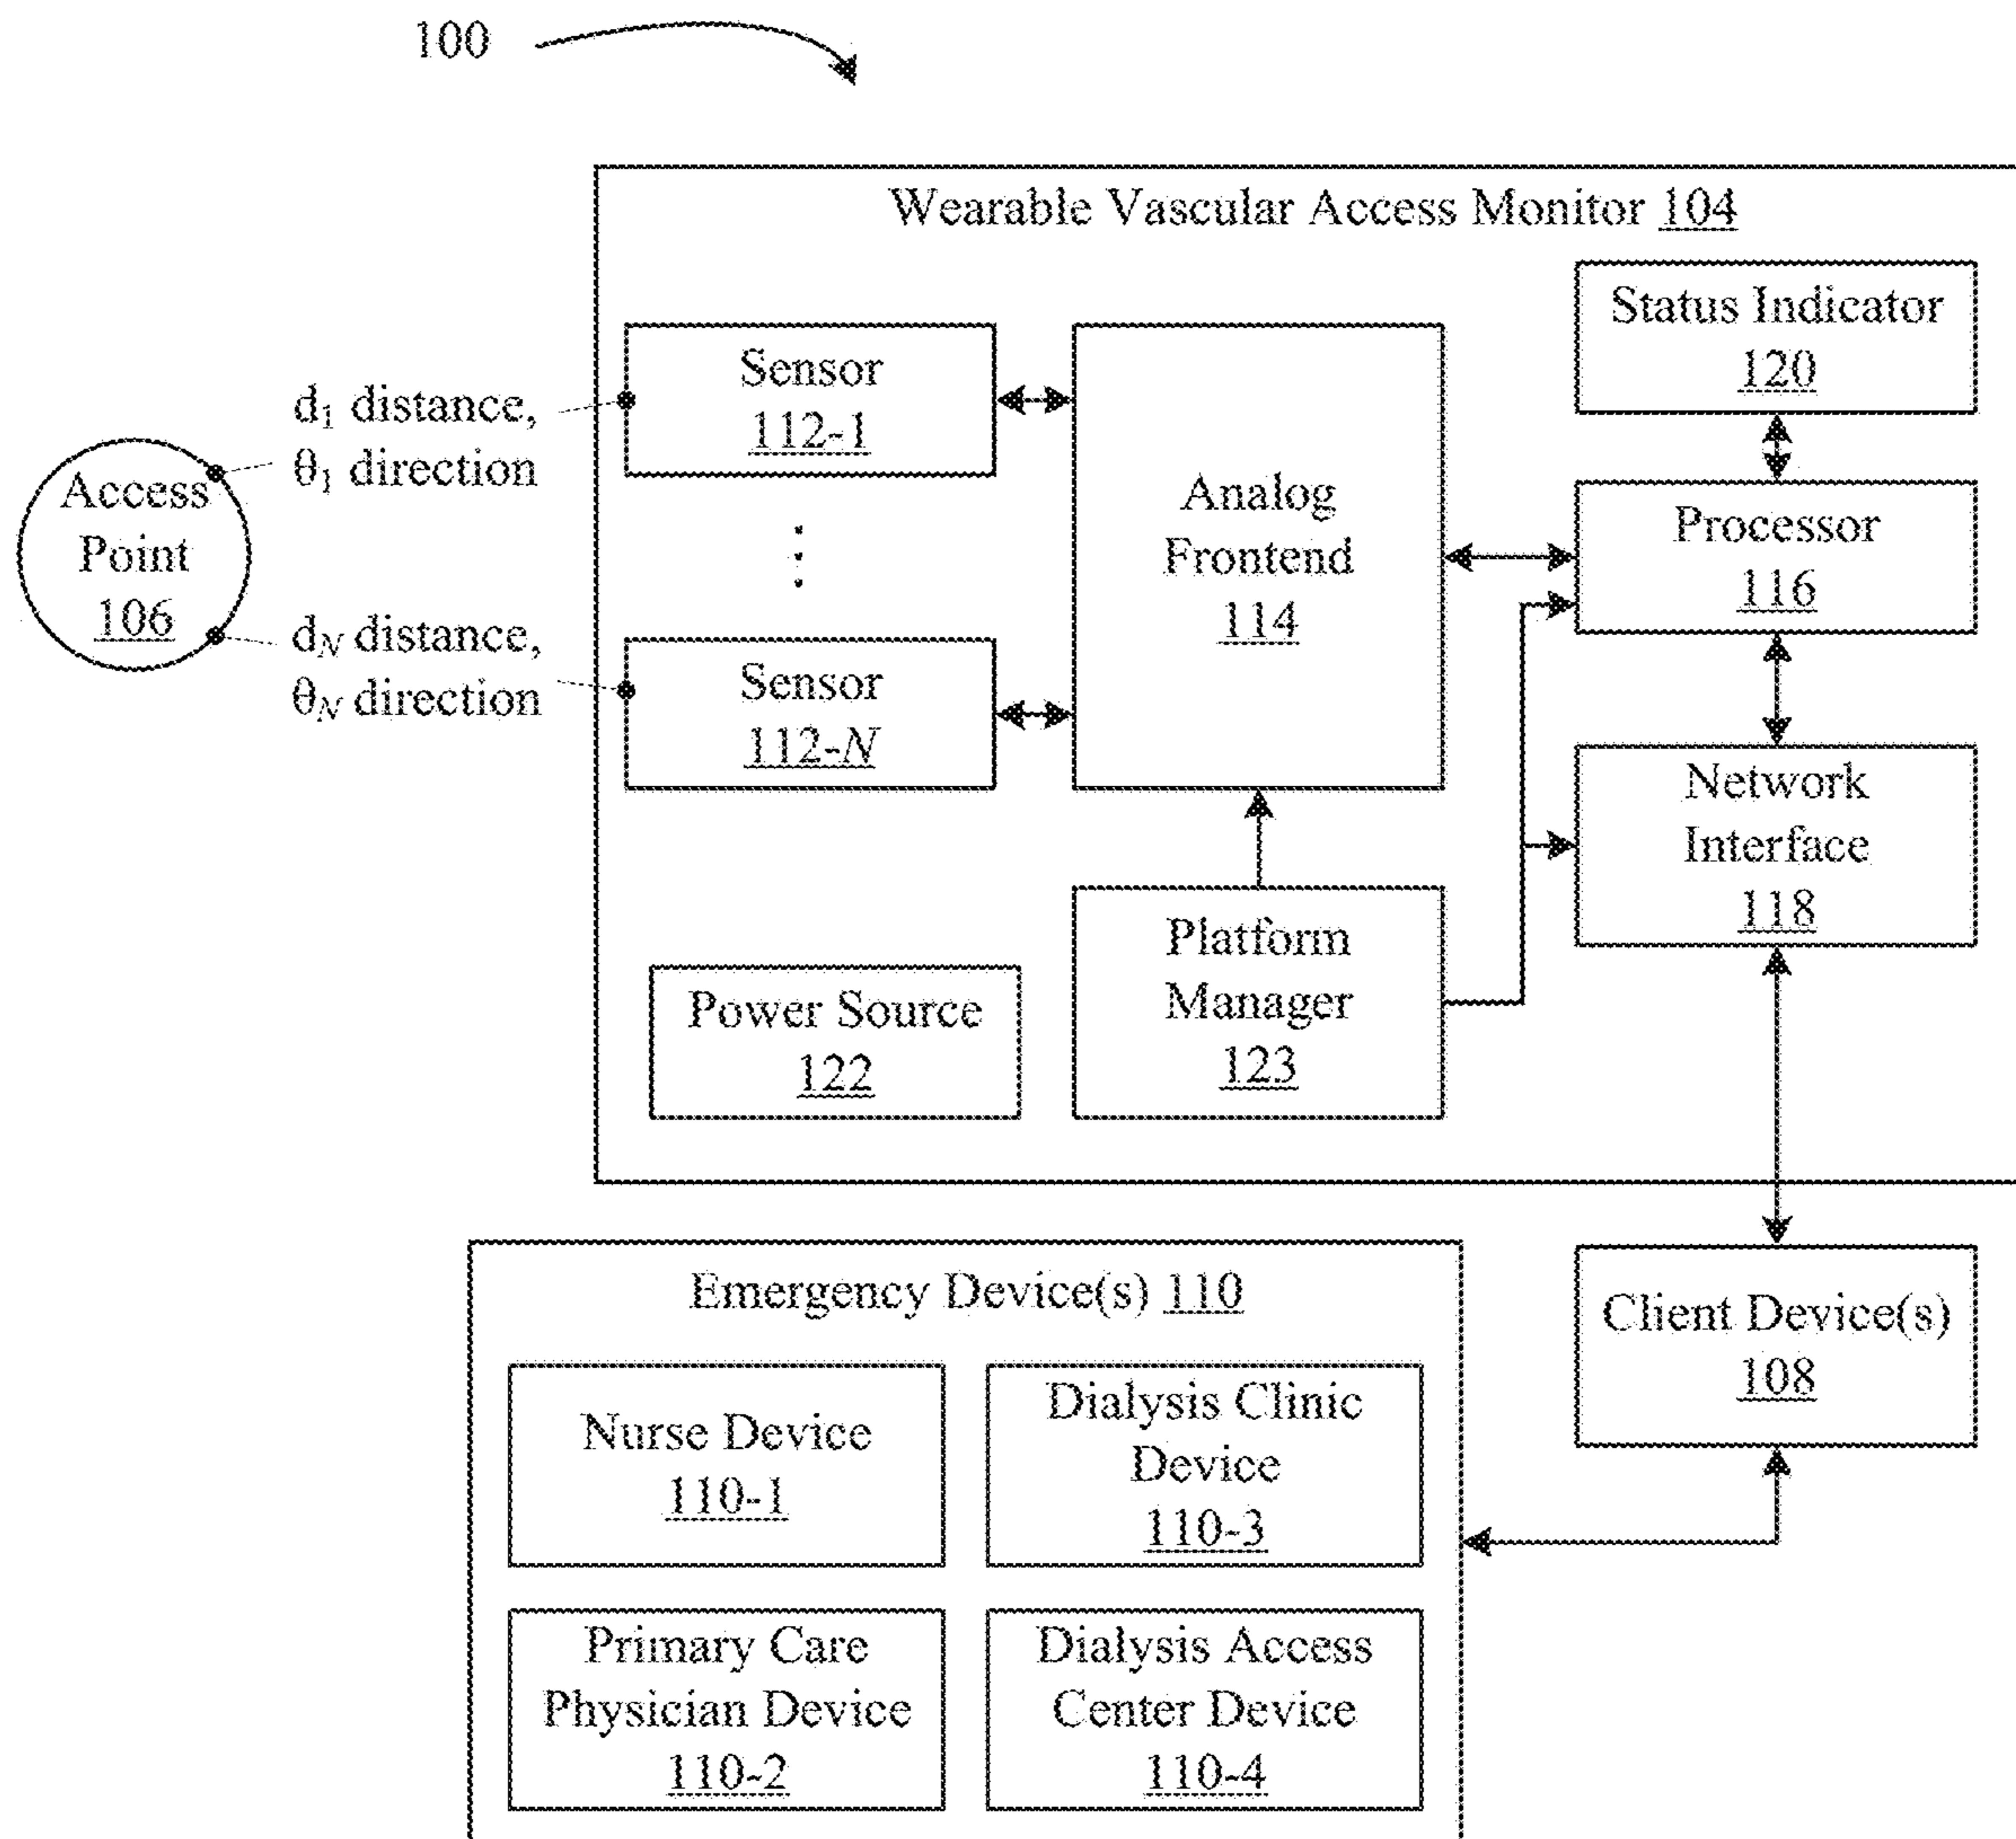 100
Wearable Vascular Access Monitor 104
Status Indicator
120
Sensor
112-1
d1 distance,
θ1 direction
Access
Point
106
Analog
Frontend
114
Processor
116
dN distance,
θN direction
Sensor
112-N
Network
Interface
118
Platform
Manager
123
Power Source
122
Emergency Device(s) 110
Client Device(s)
108
Nurse Device
110-1
Dialysis Clinic
Device
110-3
Primary Care
Physician Device
110-2
Dialysis Access
Center Device
110-4